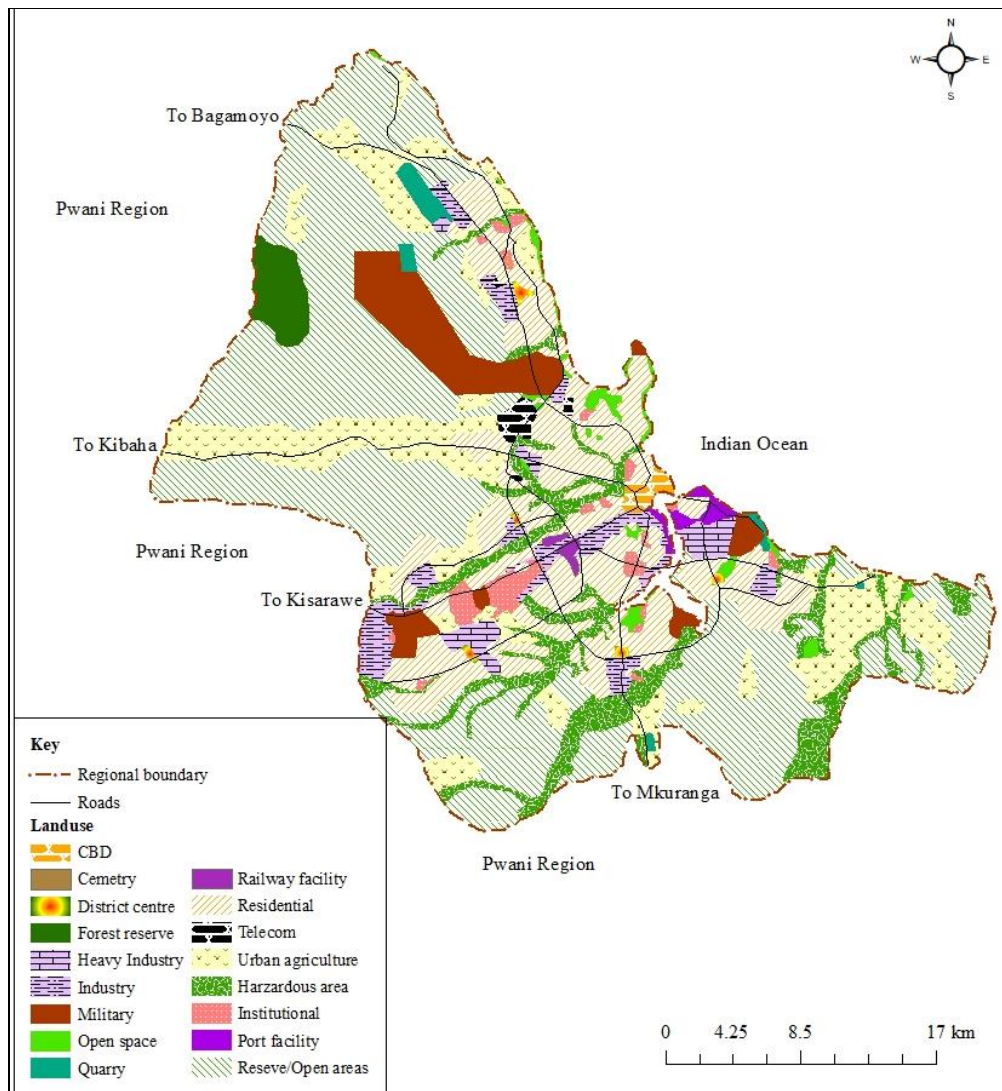 N
W E
S
To Bagamoyo
Pwani Region
To Kibaha
Indian Ocean
Pwani Region
To Kisarawe
To Mkuranga
Pwani Region
Key
Regional boundary
Roads
Landuse
CBD
Cemetry
District centre
Forest reserve
Heavy Industry
Industry
Military
Open space
Quarry
Railway facility
Residential
Telecom
Urban agriculture
Harzardous area
Institutional
Port facility
Reseve/Open areas
0 4.25 8.5 17 km